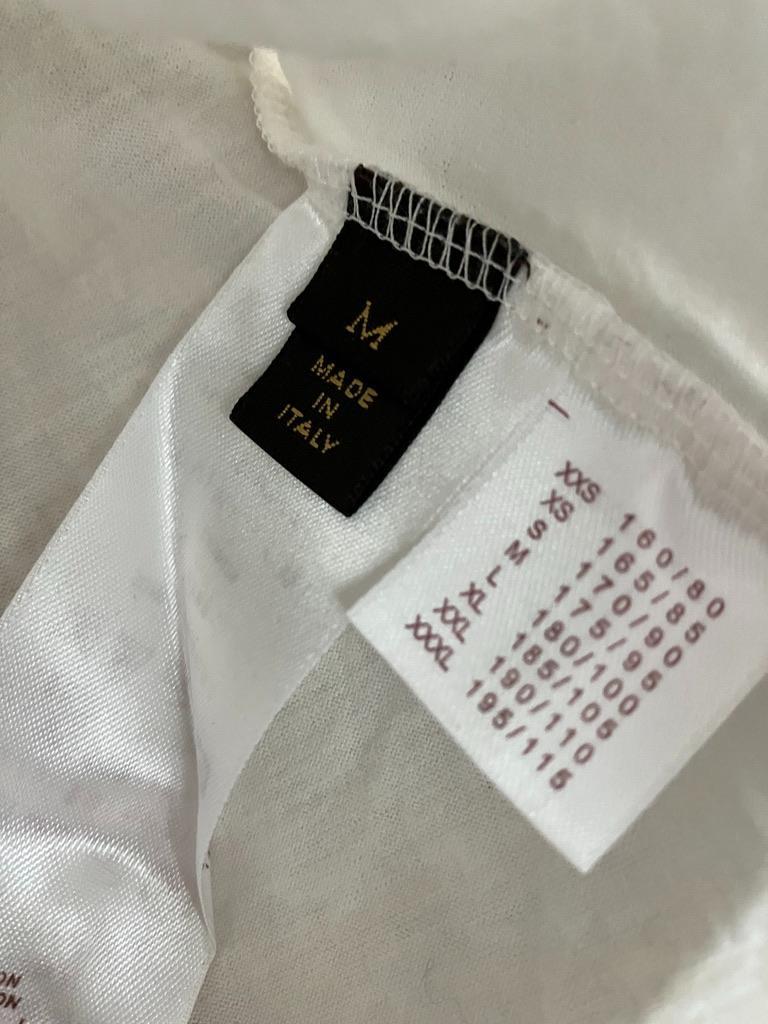 M
MADE
IN
ITALY
XXS 160/80
XS 165/85
S 170/90
M 175/95
L 180/100
XL 185/105
XXL 190/110
XXXL 195/115